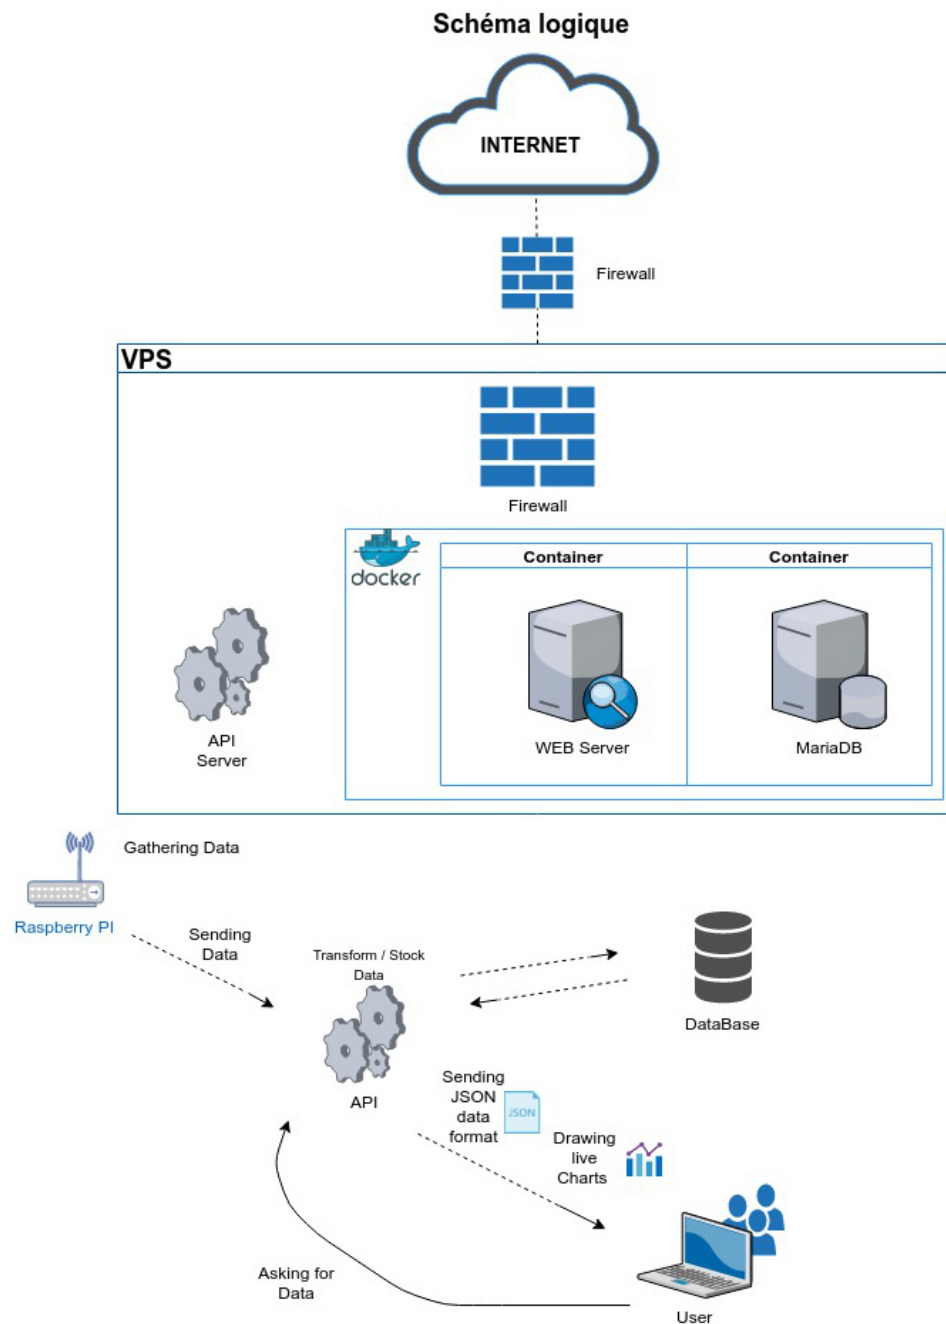 Schéma logique
INTERNET
Firewall
VPS
Firewall
docker
Container
Container
API
Server
WEB Server
MariaDB
Gathering Data
Raspberry PI
Sending
Data
Transform / Stock
Data
DataBase
API
Sending
JSON
data
format
JSON
Drawing
live
Charts
Asking for
Data
User